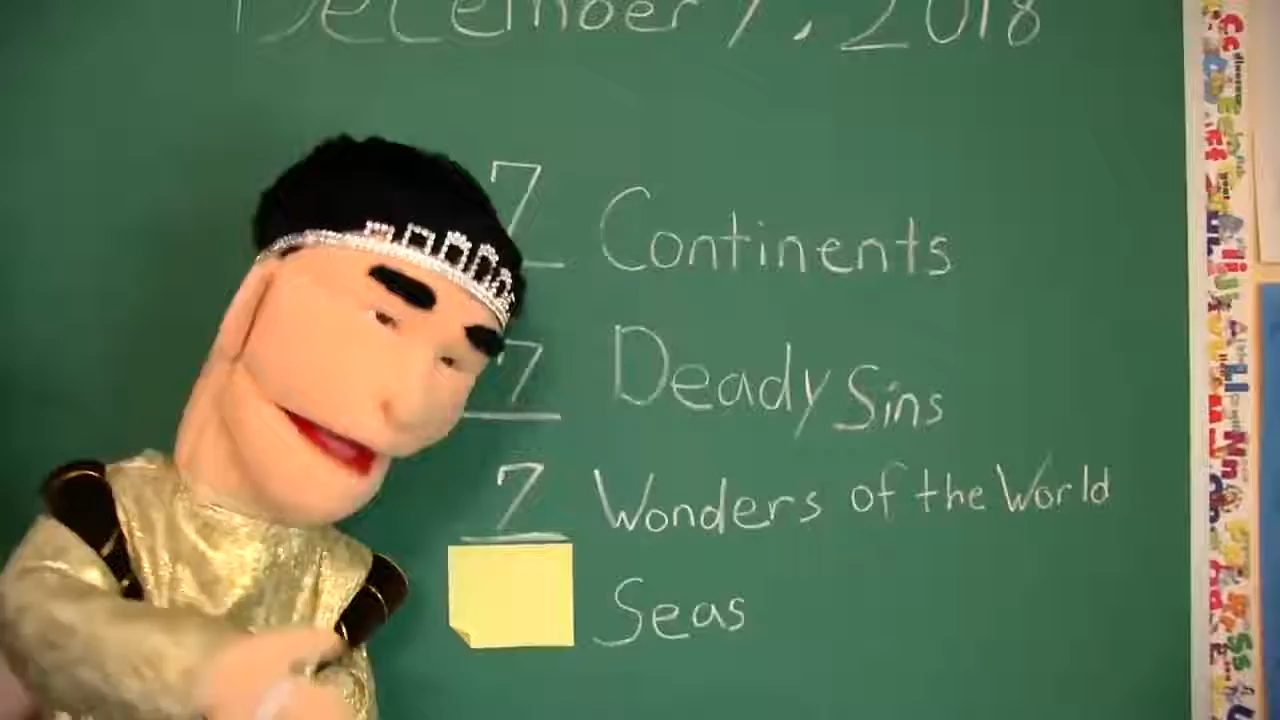 December 7, 2018
7 Continents
7 Deady Sins
7 Wonders of the World
Seas